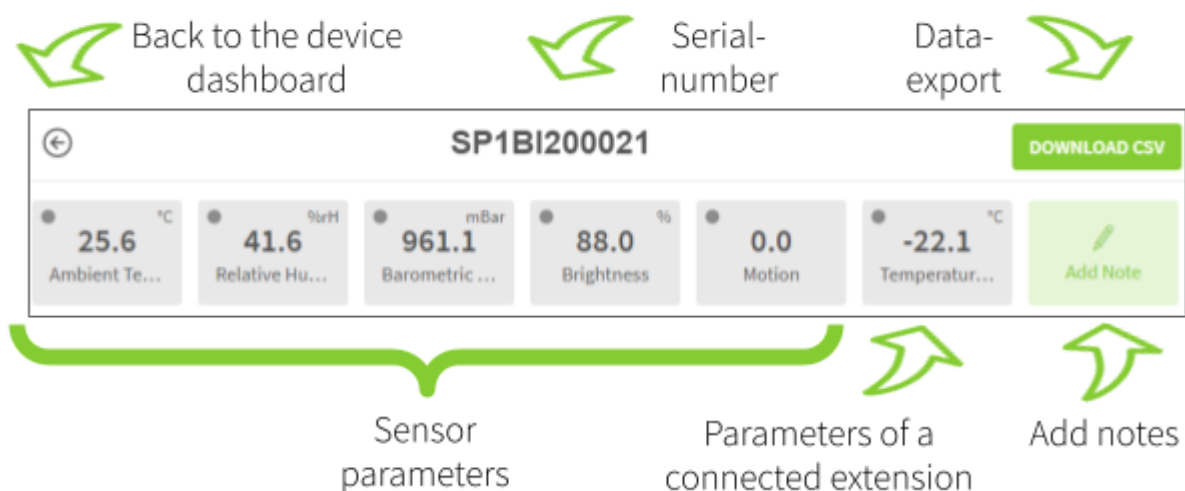 Back to the device
dashboard
Serial-
number
Data-
export
SP1BI200021
DOWNLOAD CSV
°C
25.6
Ambient Te...
%rH
41.6
Relative Hu...
mBar
961.1
Barometric ...
%
88.0
Brightness
0.0
Motion
°C
-22.1
Temperatur...
Add Note
Sensor
parameters
Parameters of a
connected extension
Add notes